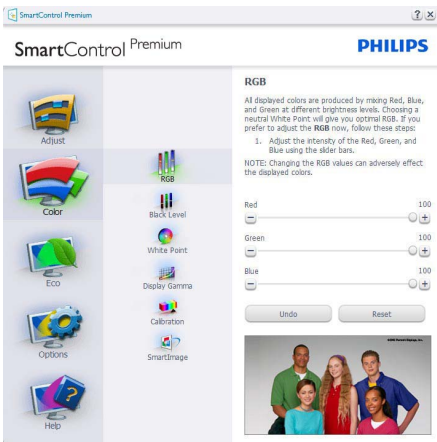 SmartControl Premium
SmartControl Premium
PHILIPS
Adjust
Color
Eco
Options
Help
RGB
Black Level
White Point
Display Gamma
Calibration
SmartImage
RGB
All displayed colors are produced by mixing Red, Blue,
and Green at different brightness levels. Choosing a
neutral White Point will give you optimal RGB. If you
prefer to adjust the RGB now, follow these steps:
1. Adjust the intensity of the Red, Green, and
Blue using the slider bars.
NOTE: Changing the RGB values can adversely effect
the displayed colors.
Red 100
Green 100
Blue 100
Undo Reset